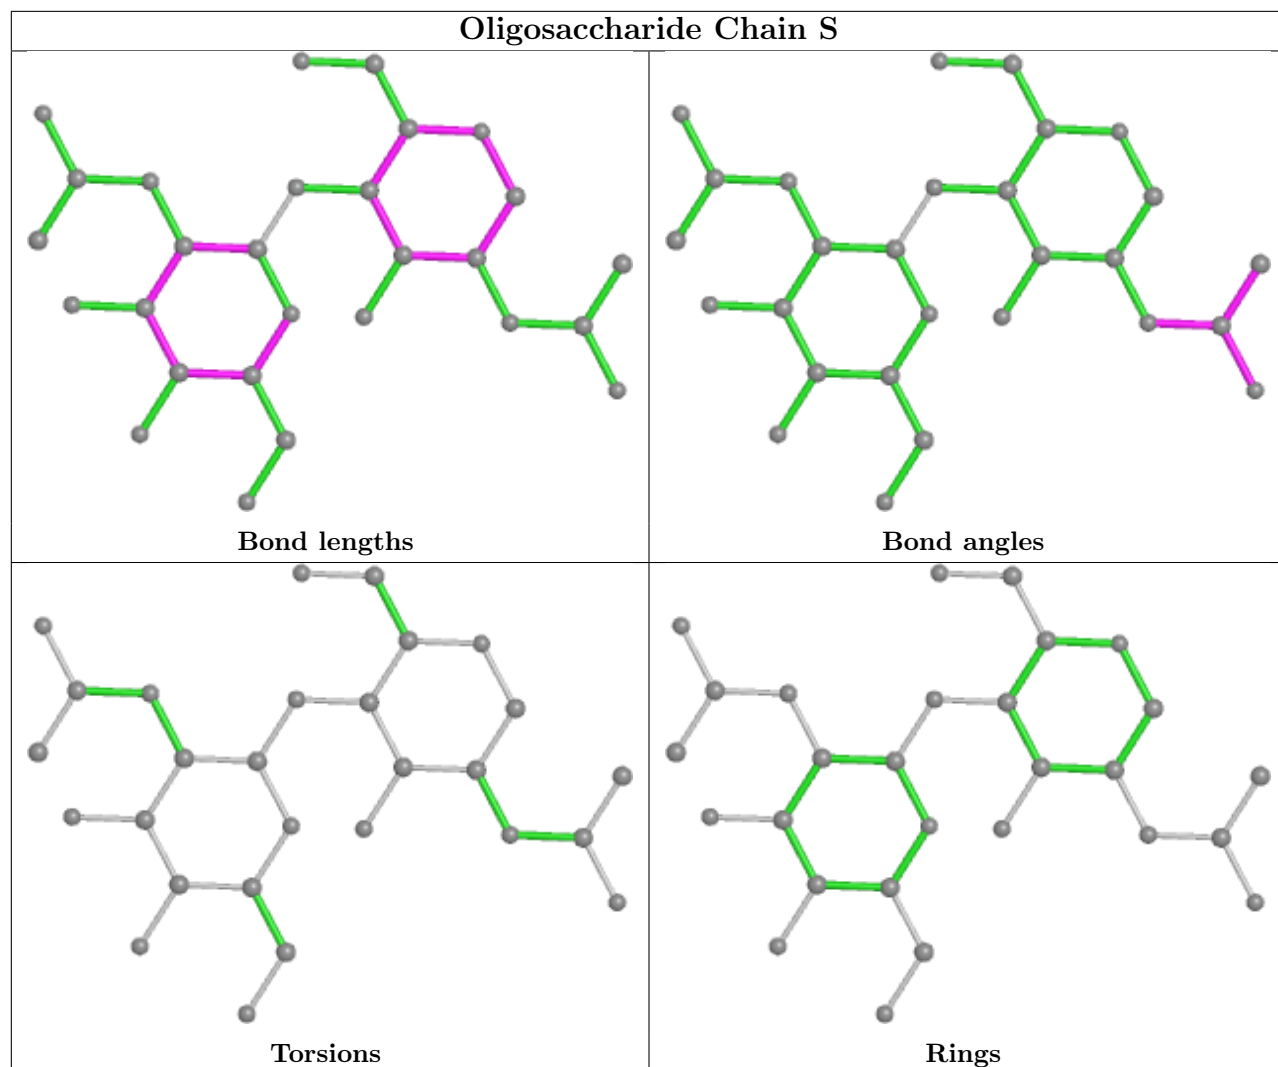 Oligosaccharide Chain S
Bond lengths
Bond angles
Torsions
Rings